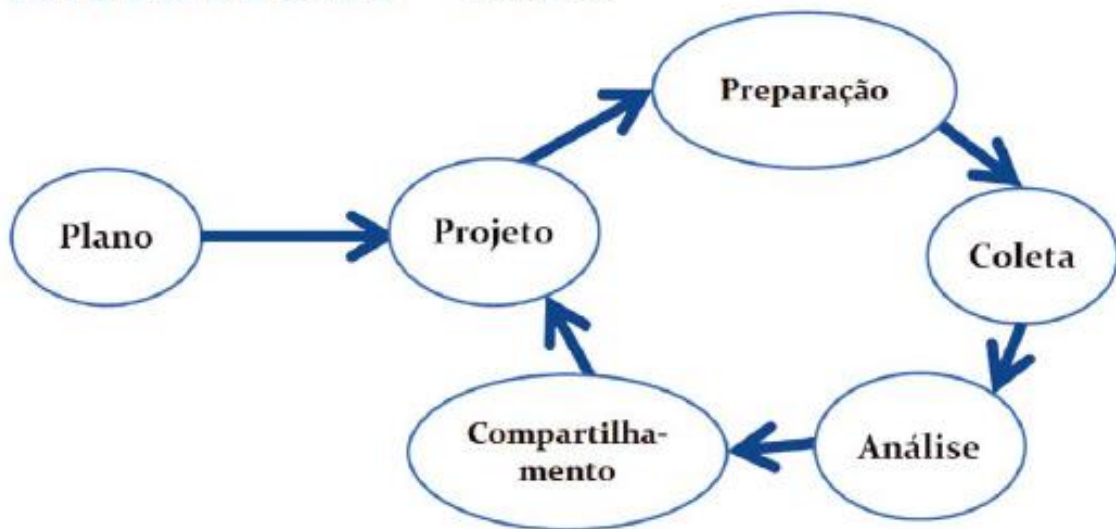 Plano
Projeto
Preparação
Coleta
Análise
Compartilha-
mento